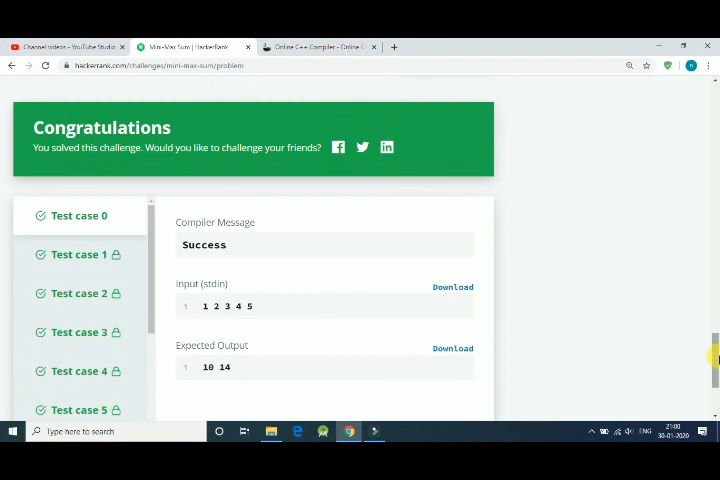 Channel videos - YouTube Studio
Mini-Max Sum | HackerRank
Online C++ Compiler - Online C
hackerrank.com/challenges/mini-max-sum/problem
n
Congratulations
You solved this challenge. Would you like to challenge your friends?
Test case 0
Test case 1
Test case 2
Test case 3
Test case 4
Test case 5
Compiler Message
Success
Input (stdin)
Download
1 1 2 3 4 5
Expected Output
Download
1 10 14
Type here to search
ENG
21:00
30-01-2020